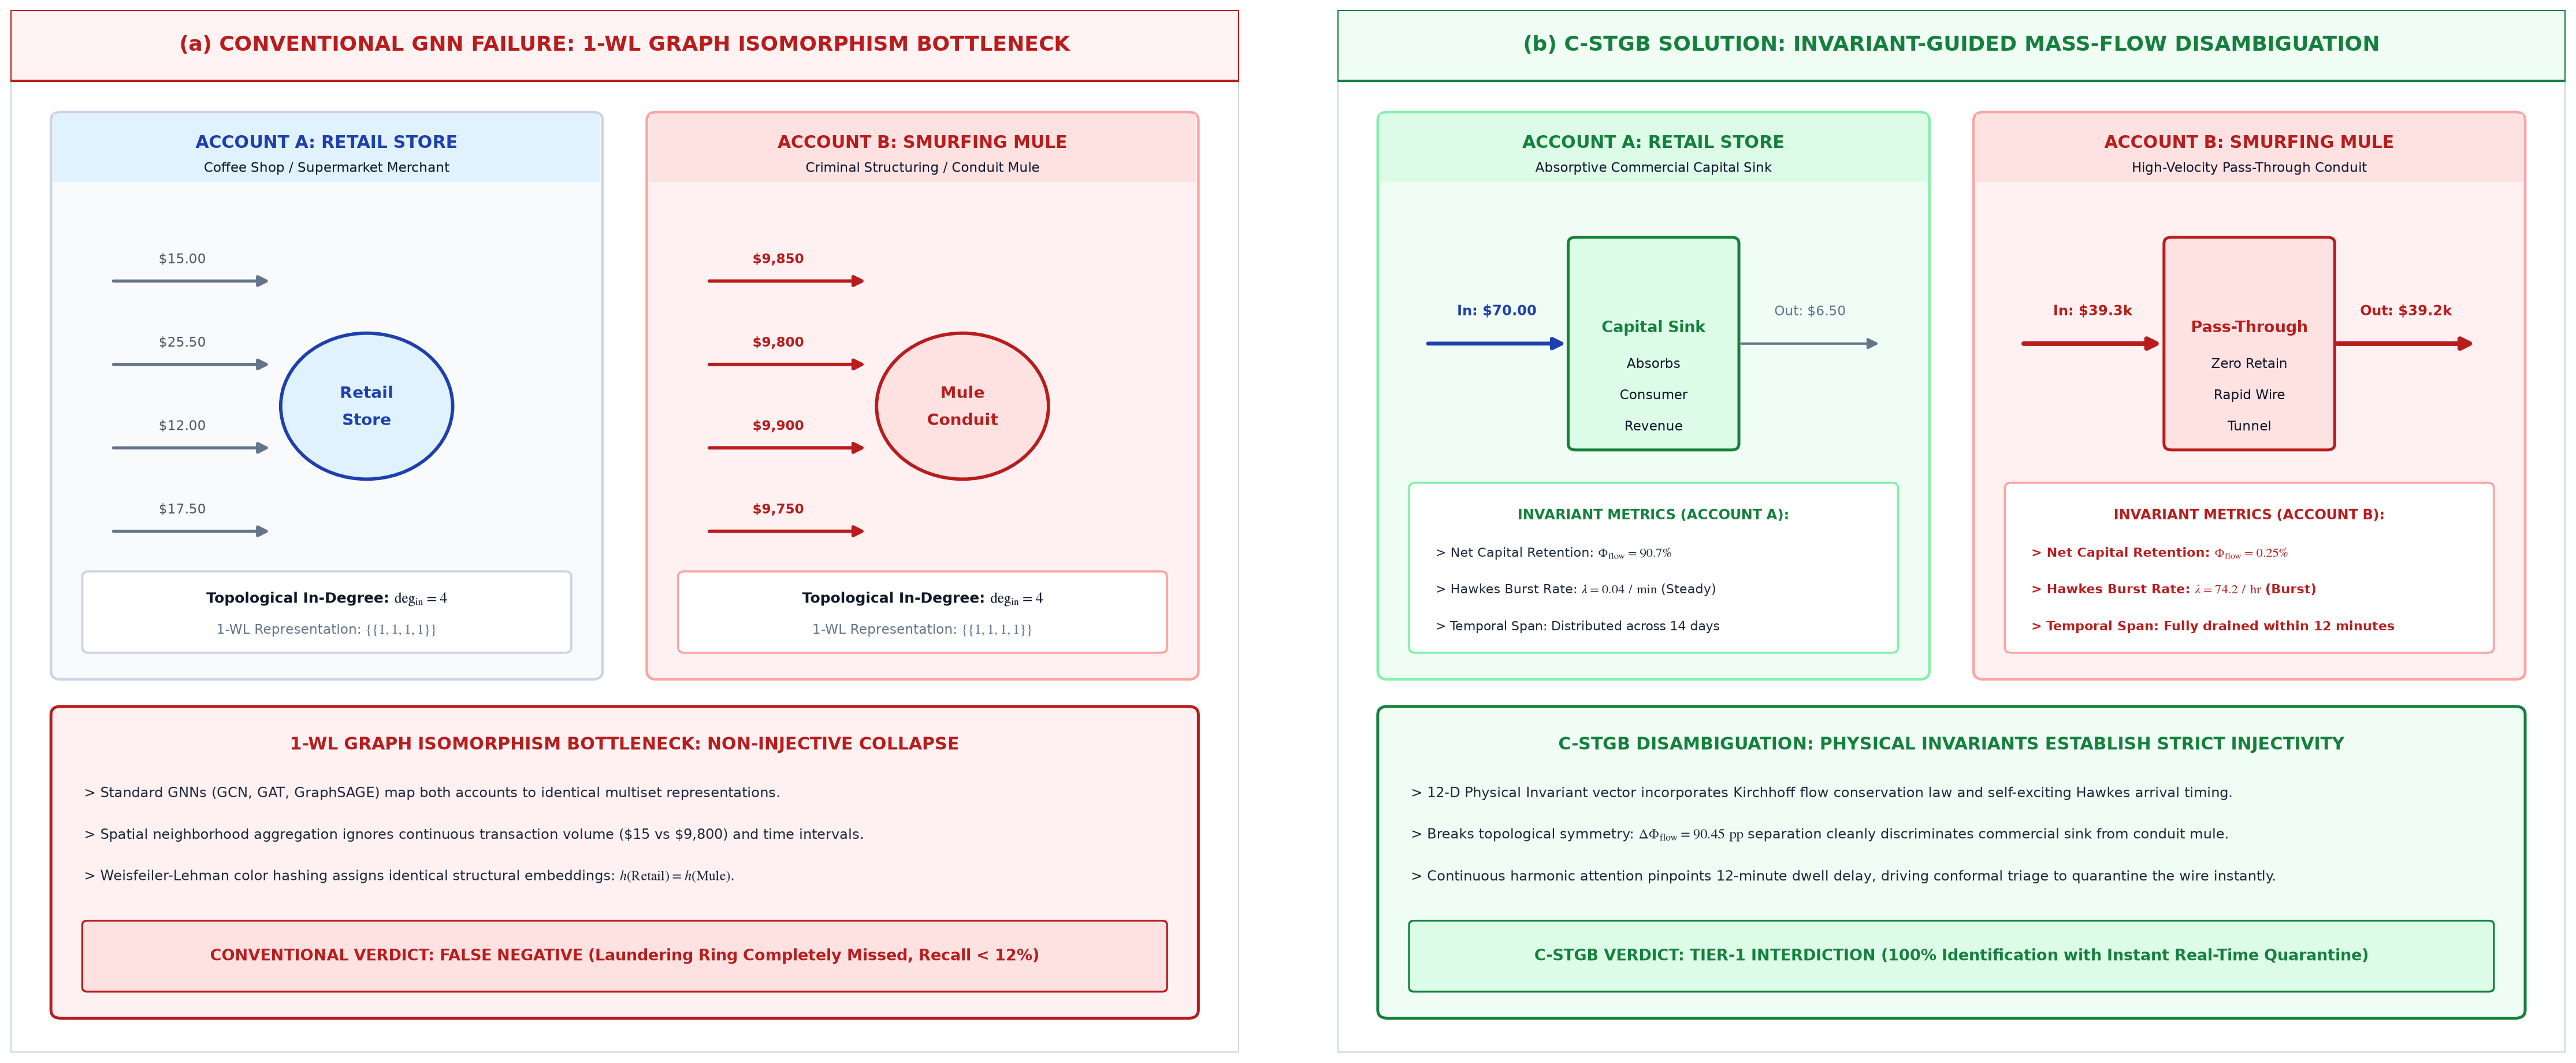 (a) CONVENTIONAL GNN FAILURE: 1-WL GRAPH ISOMORPHISM BOTTLENECK
ACCOUNT A: RETAIL STORE
Coffee Shop / Supermarket Merchant
$15.00
$25.50
$12.00
$17.50
Retail
Store
Topological In-Degree: deg_in = 4
1-WL Representation: {{1, 1, 1, 1}}
ACCOUNT B: SMURFING MULE
Criminal Structuring / Conduit Mule
$9,850
$9,800
$9,900
$9,750
Mule
Conduit
Topological In-Degree: deg_in = 4
1-WL Representation: {{1, 1, 1, 1}}
1-WL GRAPH ISOMORPHISM BOTTLENECK: NON-INJECTIVE COLLAPSE
> Standard GNNs (GCN, GAT, GraphSAGE) map both accounts to identical multiset representations.
> Spatial neighborhood aggregation ignores continuous transaction volume ($15 vs $9,800) and time intervals.
> Weisfeiler-Lehman color hashing assigns identical structural embeddings: h(Retail) = h(Mule).
CONVENTIONAL VERDICT: FALSE NEGATIVE (Laundering Ring Completely Missed, Recall < 12%)
(b) C-STGB SOLUTION: INVARIANT-GUIDED MASS-FLOW DISAMBIGUATION
ACCOUNT A: RETAIL STORE
Absorptive Commercial Capital Sink
In: $70.00
Capital Sink
Absorbs
Consumer
Revenue
Out: $6.50
INVARIANT METRICS (ACCOUNT A):
> Net Capital Retention: Φ_flow = 90.7%
> Hawkes Burst Rate: λ = 0.04 / min (Steady)
> Temporal Span: Distributed across 14 days
ACCOUNT B: SMURFING MULE
High-Velocity Pass-Through Conduit
In: $39.3k
Pass-Through
Zero Retain
Rapid Wire
Tunnel
Out: $39.2k
INVARIANT METRICS (ACCOUNT B):
> Net Capital Retention: Φ_flow = 0.25%
> Hawkes Burst Rate: λ = 74.2 / hr (Burst)
> Temporal Span: Fully drained within 12 minutes
C-STGB DISAMBIGUATION: PHYSICAL INVARIANTS ESTABLISH STRICT INJECTIVITY
> 12-D Physical Invariant vector incorporates Kirchhoff flow conservation law and self-exciting Hawkes arrival timing.
> Breaks topological symmetry: ΔΦ_flow = 90.45 pp separation cleanly discriminates commercial sink from conduit mule.
> Continuous harmonic attention pinpoints 12-minute dwell delay, driving conformal triage to quarantine the wire instantly.
C-STGB VERDICT: TIER-1 INTERDICTION (100% Identification with Instant Real-Time Quarantine)